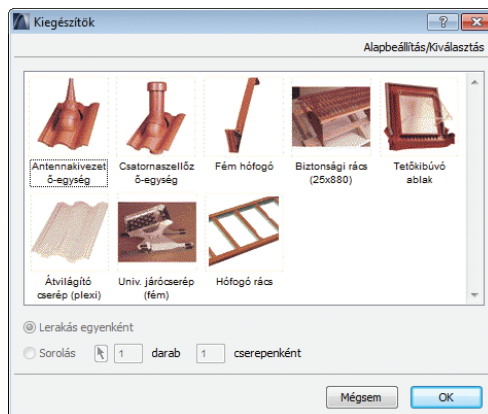 Kiegészítők
Alapbeállítás/Kiválasztás
Antennakivezet
ő-egység
Csatornaszellőz
ő-egység
Fém hófogó
Biztonsági rács
(25x880)
Tetőkibúvó
ablak
Átvilágító
cserép (plexi)
Univ. járócserép
(fém)
Hófogó rács
Lerakás egyenként
Sorolás 1 darab 1 cserepenként
Mégsem OK